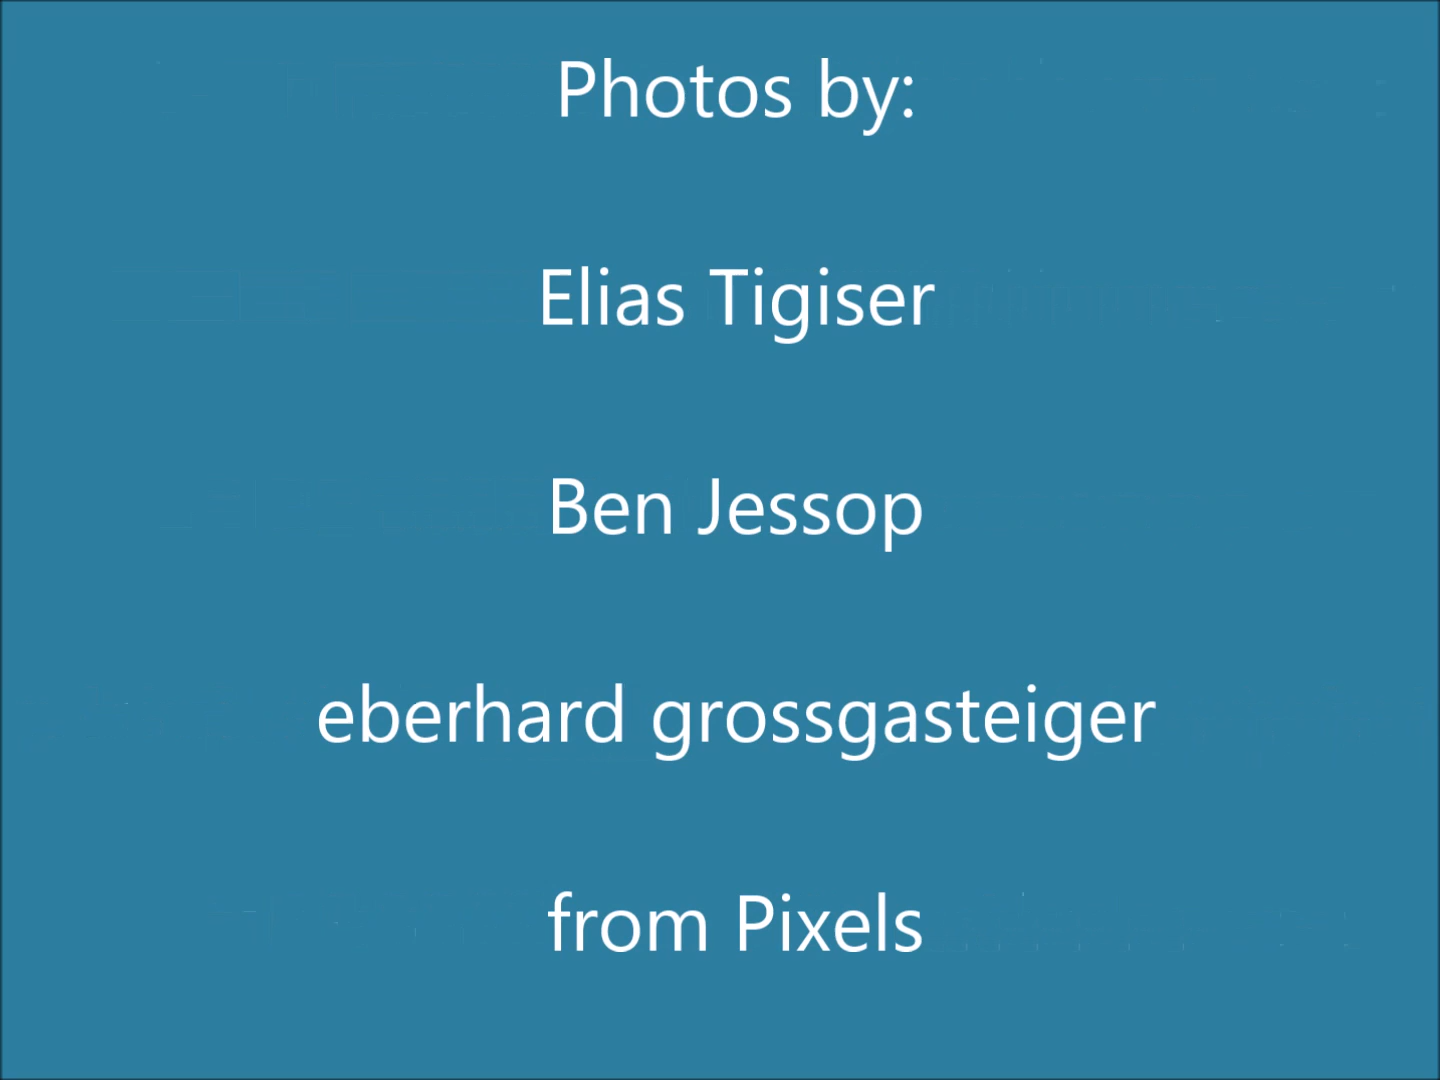 Photos by:
Elias Tigiser
Ben Jessop
eberhard grossgasteiger
from Pixels